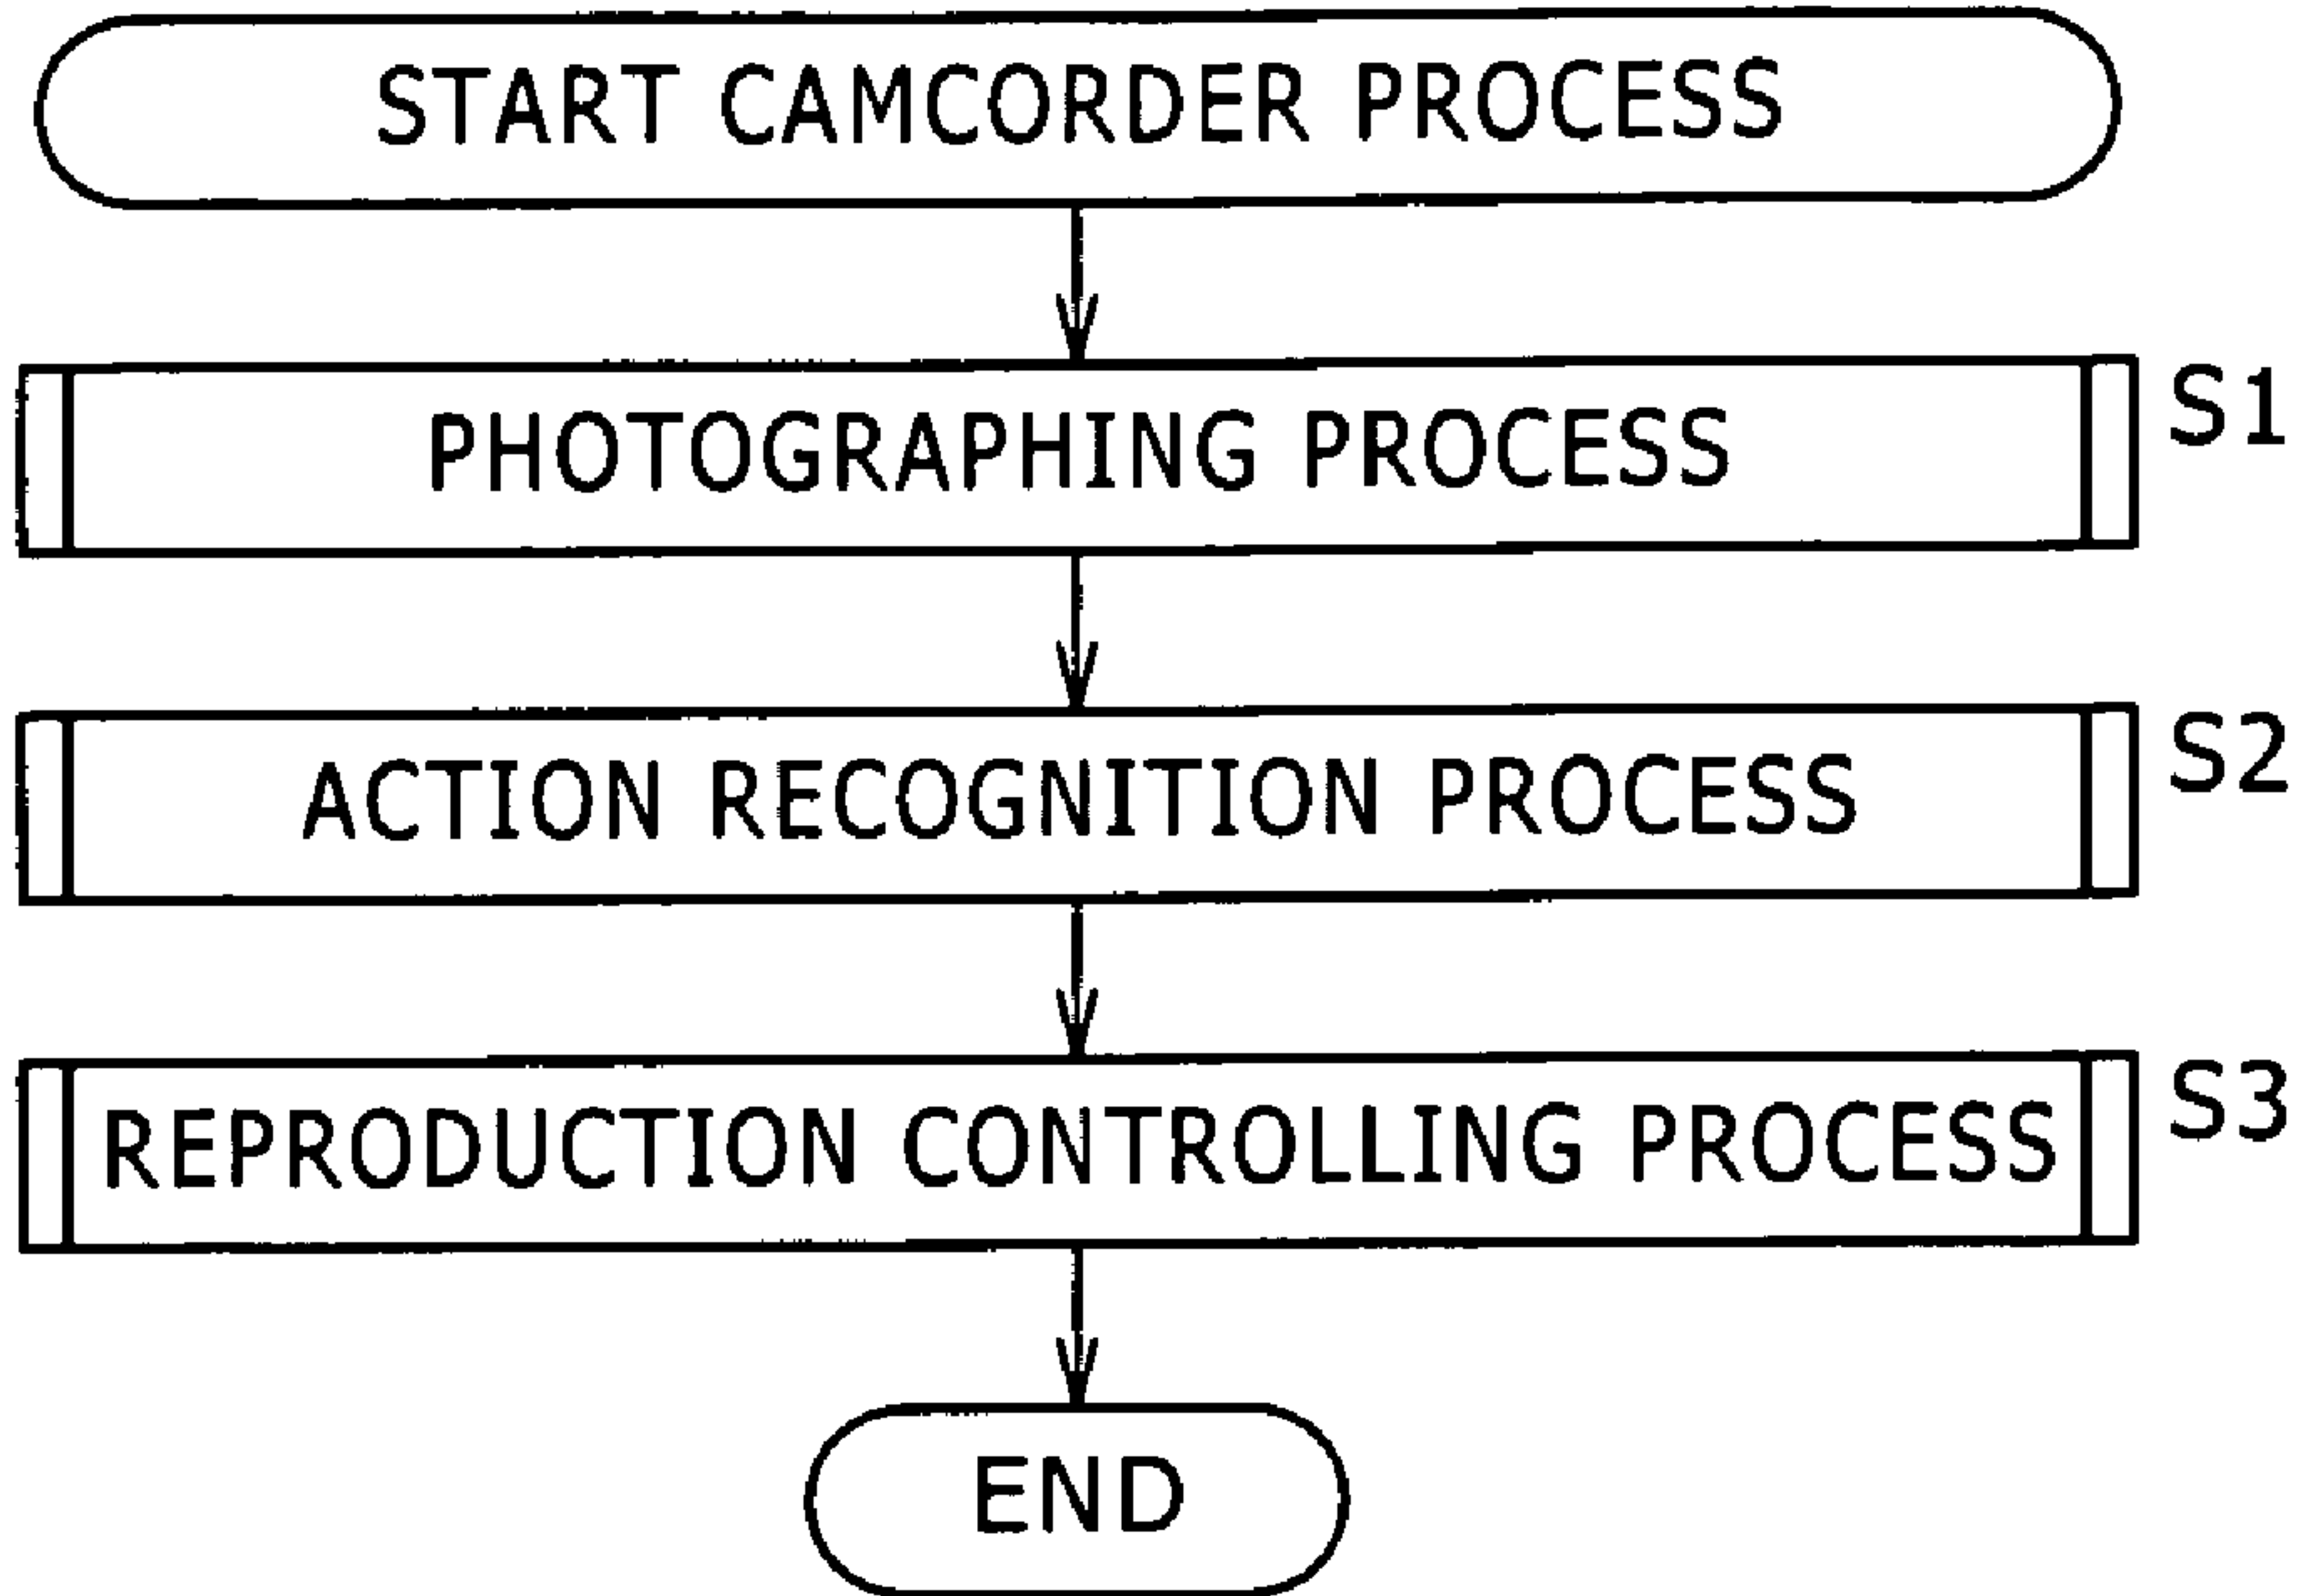 START CAMCORDER PROCESS
PHOTOGRAPHING PROCESS S1
ACTION RECOGNITION PROCESS S2
REPRODUCTION CONTROLLING PROCESS S3
END